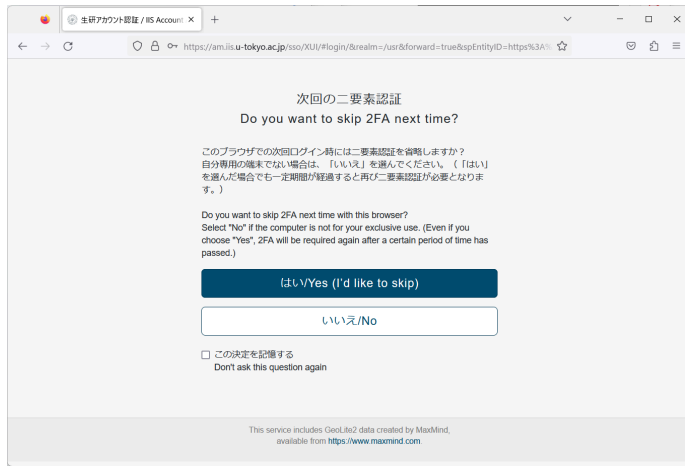 生研アカウント認証 / IIS Account
https://am.iis.u-tokyo.ac.jp/sso/XUI/#login/&realm=/usr&forward=true&spEntityID=https%3A%
次回の二要素認証
Do you want to skip 2FA next time?
このブラウザでの次回ログイン時には二要素認証を省略しますか？
自分専用の端末でない場合は、「いいえ」を選んでください。（「はい」
を選んだ場合でも一定期間が経過すると再び二要素認証が必要となりま
す。）
Do you want to skip 2FA next time with this browser?
Select "No" if the computer is not for your exclusive use. (Even if you
choose "Yes", 2FA will be required again after a certain period of time has
passed.)
はい/Yes (I'd like to skip)
いいえ/No
この決定を記憶する
Don't ask this question again
This service includes GeoLite2 data created by MaxMind,
available from https://www.maxmind.com.